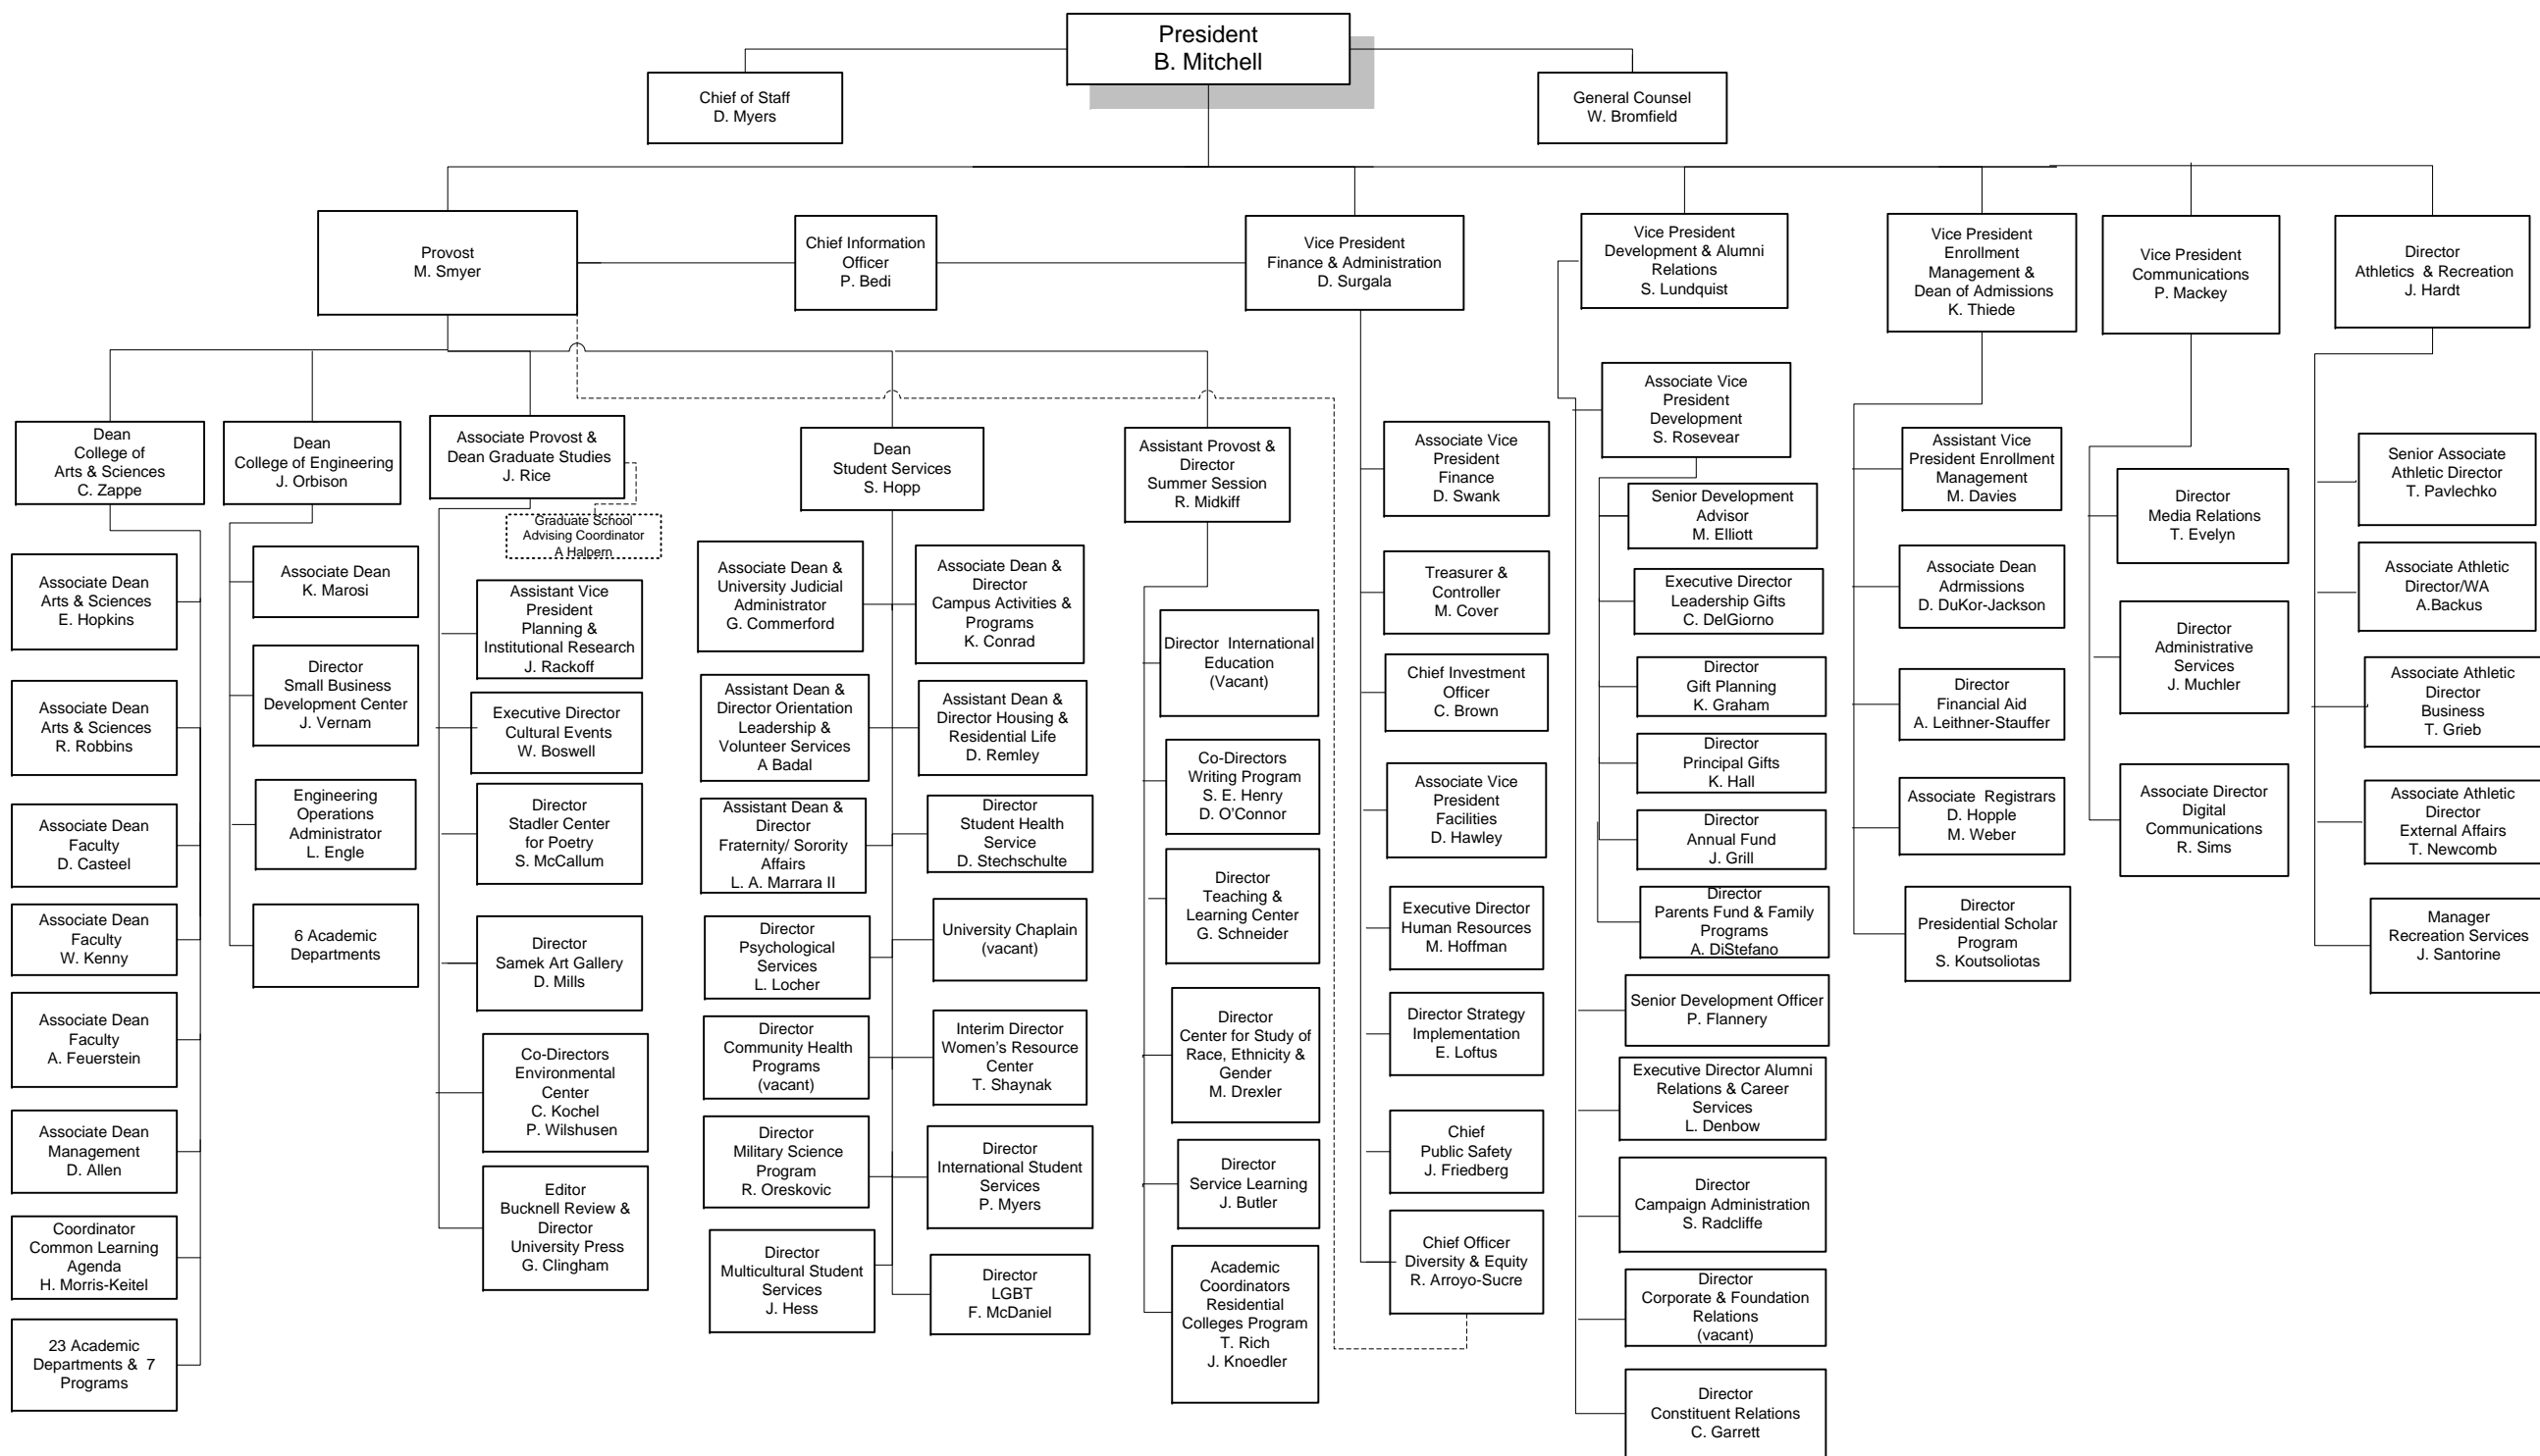 President
B. Mitchell
Chief of Staff
D. Myers
General Counsel
W. Bromfield
Provost
M. Smyer
Chief Information
Officer
P. Bedi
Vice President
Finance & Administration
D. Surgala
Vice President
Development & Alumni
Relations
S. Lundquist
Vice President
Enrollment
Management &
Dean of Admissions
K. Thiede
Vice President
Communications
P. Mackey
Director
Athletics & Recreation
J. Hardt
Dean
College of
Arts & Sciences
C. Zappe
Associate Dean
Arts & Sciences
E. Hopkins
Associate Dean
Arts & Sciences
R. Robbins
Associate Dean
Faculty
D. Casteel
Associate Dean
Faculty
W. Kenny
Associate Dean
Faculty
A. Feuerstein
Associate Dean
Management
D. Allen
Coordinator
Common Learning
Agenda
H. Morris-Keitel
23 Academic
Departments & 7
Programs
Dean
College of Engineering
J. Orbison
Associate Dean
K. Marosi
Director
Small Business
Development Center
J. Vernam
Engineering
Operations
Administrator
L. Engle
6 Academic
Departments
Associate Provost &
Dean Graduate Studies
J. Rice
Graduate School
Advising Coordinator
A Halpern
Assistant Vice
President
Planning &
Institutional Research
J. Rackoff
Executive Director
Cultural Events
W. Boswell
Director
Stadler Center
for Poetry
S. McCallum
Director
Samek Art Gallery
D. Mills
Co-Directors
Environmental
Center
C. Kochel
P. Wilshusen
Editor
Bucknell Review &
Director
University Press
G. Clingham
Dean
Student Services
S. Hopp
Associate Dean &
University Judicial
Administrator
G. Commerford
Associate Dean &
Director
Campus Activities &
Programs
K. Conrad
Assistant Dean &
Director Orientation
Leadership &
Volunteer Services
A Badal
Assistant Dean &
Director Housing &
Residential Life
D. Remley
Assistant Dean &
Director
Fraternity/ Sorority
Affairs
L. A. Marrara II
Director
Student Health
Service
D. Stechschulte
Director
Psychological
Services
L. Locher
University Chaplain
(vacant)
Director
Community Health
Programs
(vacant)
Interim Director
Women's Resource
Center
T. Shaynak
Director
Military Science
Program
R. Oreskovic
Director
International Student
Services
P. Myers
Director
Multicultural Student
Services
J. Hess
Director
LGBT
F. McDaniel
Assistant Provost &
Director
Summer Session
R. Midkiff
Director International
Education
(Vacant)
Co-Directors
Writing Program
S. E. Henry
D. O'Connor
Director
Teaching &
Learning Center
G. Schneider
Director
Center for Study of
Race, Ethnicity &
Gender
M. Drexler
Director
Service Learning
J. Butler
Academic
Coordinators
Residential
Colleges Program
T. Rich
J. Knoedler
Associate Vice
President
Finance
D. Swank
Treasurer &
Controller
M. Cover
Chief Investment
Officer
C. Brown
Associate Vice
President
Facilities
D. Hawley
Executive Director
Human Resources
M. Hoffman
Director Strategy
Implementation
E. Loftus
Chief
Public Safety
J. Friedberg
Chief Officer
Diversity & Equity
R. Arroyo-Sucre
Associate Vice
President
Development
S. Rosevear
Senior Development
Advisor
M. Elliott
Executive Director
Leadership Gifts
C. DelGiorno
Director
Gift Planning
K. Graham
Director
Principal Gifts
K. Hall
Director
Annual Fund
J. Grill
Director
Parents Fund & Family
Programs
A. DiStefano
Senior Development Officer
P. Flannery
Executive Director Alumni
Relations & Career
Services
L. Denbow
Director
Campaign Administration
S. Radcliffe
Director
Corporate & Foundation
Relations
(vacant)
Director
Constituent Relations
C. Garrett
Assistant Vice
President Enrollment
Management
M. Davies
Associate Dean
Adrmissions
D. DuKor-Jackson
Director
Financial Aid
A. Leithner-Stauffer
Associate Registrars
D. Hopple
M. Weber
Director
Presidential Scholar
Program
S. Koutsoliotas
Director
Media Relations
T. Evelyn
Director
Administrative
Services
J. Muchler
Associate Director
Digital
Communications
R. Sims
Senior Associate
Athletic Director
T. Pavlechko
Associate Athletic
Director/WA
A.Backus
Associate Athletic
Director
Business
T. Grieb
Associate Athletic
Director
External Affairs
T. Newcomb
Manager
Recreation Services
J. Santorine